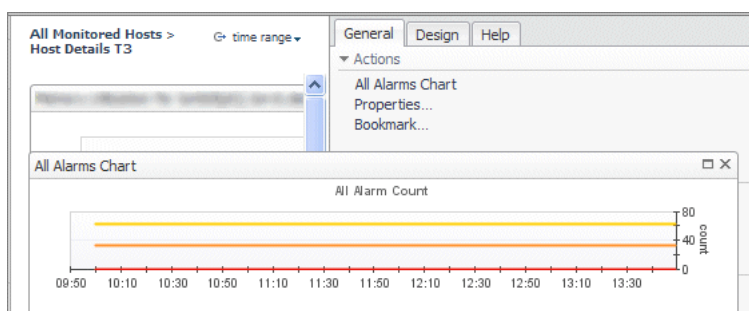 All Monitored Hosts >
Host Details T3
time range
General
Design
Help
Actions
All Alarms Chart
Properties...
Bookmark...
All Alarms Chart
All Alarm Count
80
40
0
count
09:50 10:10 10:30 10:50 11:10 11:30 11:50 12:10 12:30 12:50 13:10 13:30